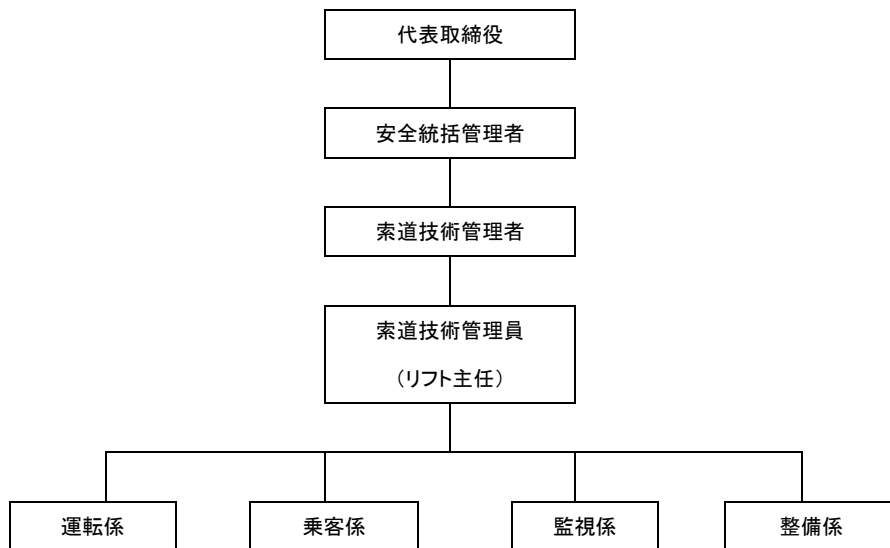 代表取締役
安全統括管理者
索道技術管理者
索道技術管理員
（リフト主任）
運転係
乗客係
監視係
整備係